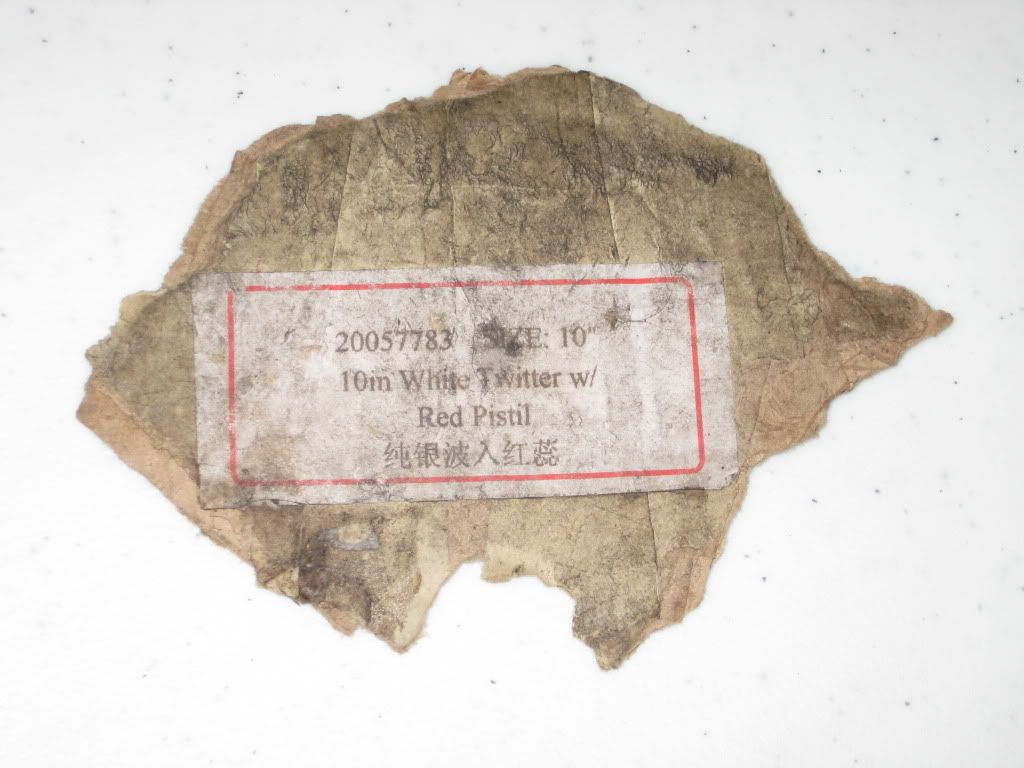 20057783 SIZE: 10"
10in White Twitter w/
Red Pistil
纯银波入红蕊